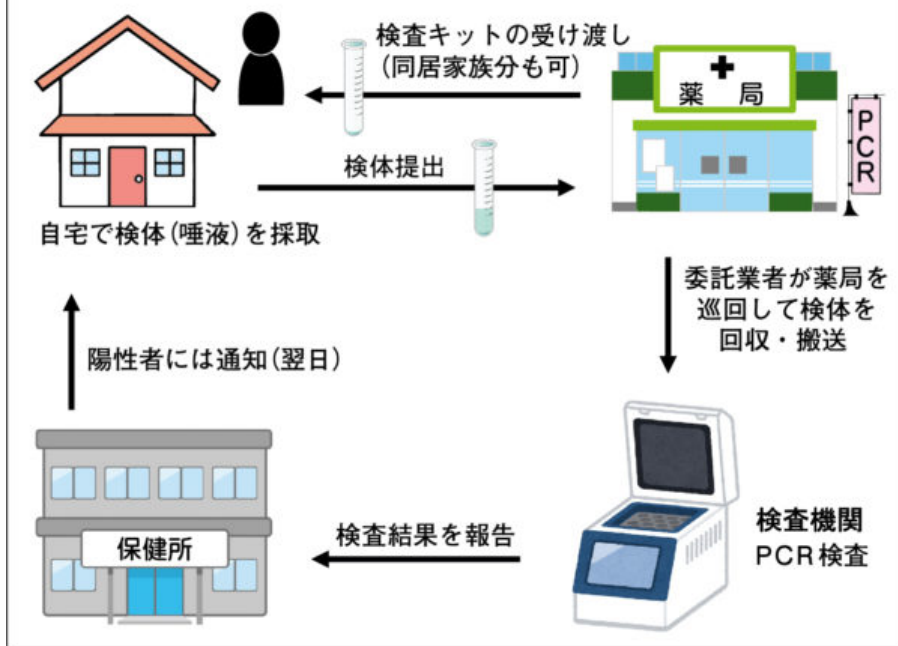 検査キットの受け渡し
(同居家族分も可)
薬 局
PCR
検体提出
自宅で検体(唾液)を採取
委託業者が薬局を
巡回して検体を
回収・搬送
陽性者には通知(翌日)
検査機関
PCR検査
検査結果を報告
保健所